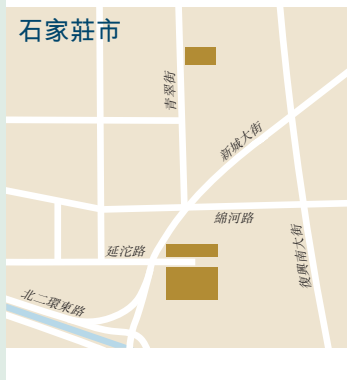 石家莊市
青翠街
新城大街
綿河路
復興南大街
延沱路
北二環東路